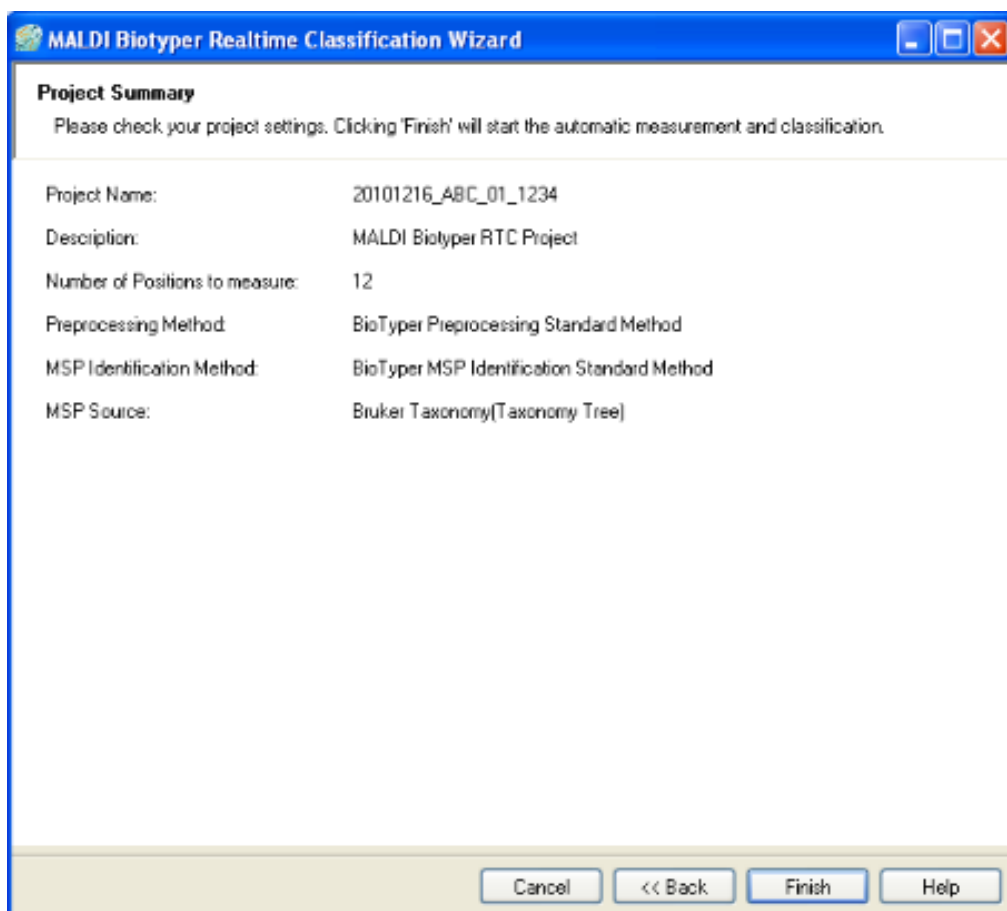 MALDI Biotyper Realtime Classification Wizard
Project Summary
Please check your project settings. Clicking 'Finish' will start the automatic measurement and classification.
Project Name: 20101216_ABC_01_1234
Description: MALDI Biotyper RTC Project
Number of Positions to measure: 12
Preprocessing Method: BioTyper Preprocessing Standard Method
MSP Identification Method: BioTyper MSP Identification Standard Method
MSP Source: Bruker Taxonomy(Taxonomy Tree)
Cancel << Back Finish Help